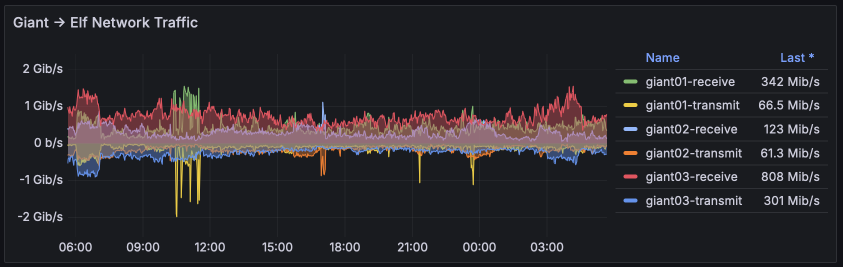 Giant → Elf Network Traffic
2 Gib/s
1 Gib/s
0 b/s
-1 Gib/s
-2 Gib/s
06:00 09:00 12:00 15:00 18:00 21:00 00:00 03:00
Name Last *
giant01-receive 342 Mib/s
giant01-transmit 66.5 Mib/s
giant02-receive 123 Mib/s
giant02-transmit 61.3 Mib/s
giant03-receive 808 Mib/s
giant03-transmit 301 Mib/s